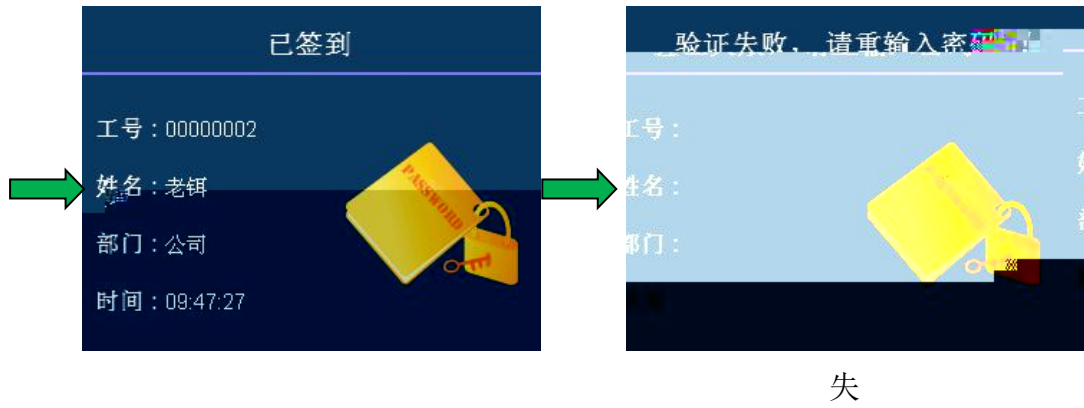 已签到
工号：00000002
姓名：老铒
部门：公司
时间：09:47:27
PASSWORD
验证失败，请重输入密码
工号：
姓名：
部门：
失